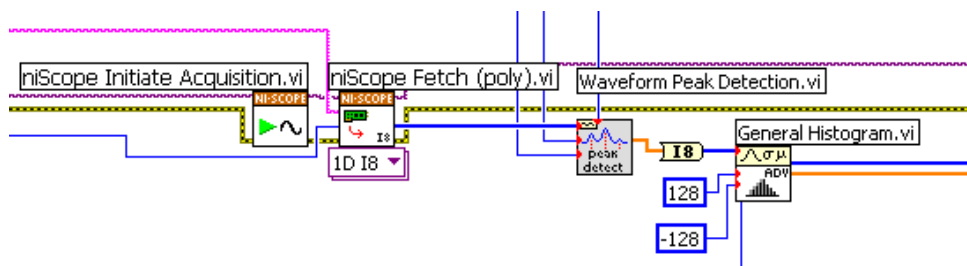 niScope Initiate Acquisition.vi
niScope Fetch (poly).vi
Waveform Peak Detection.vi
NI-SCOPE
NI-SCOPE
I8
1D I8
peak
detect
I8
General Histogram.vi
σμ
ADV
128
-128